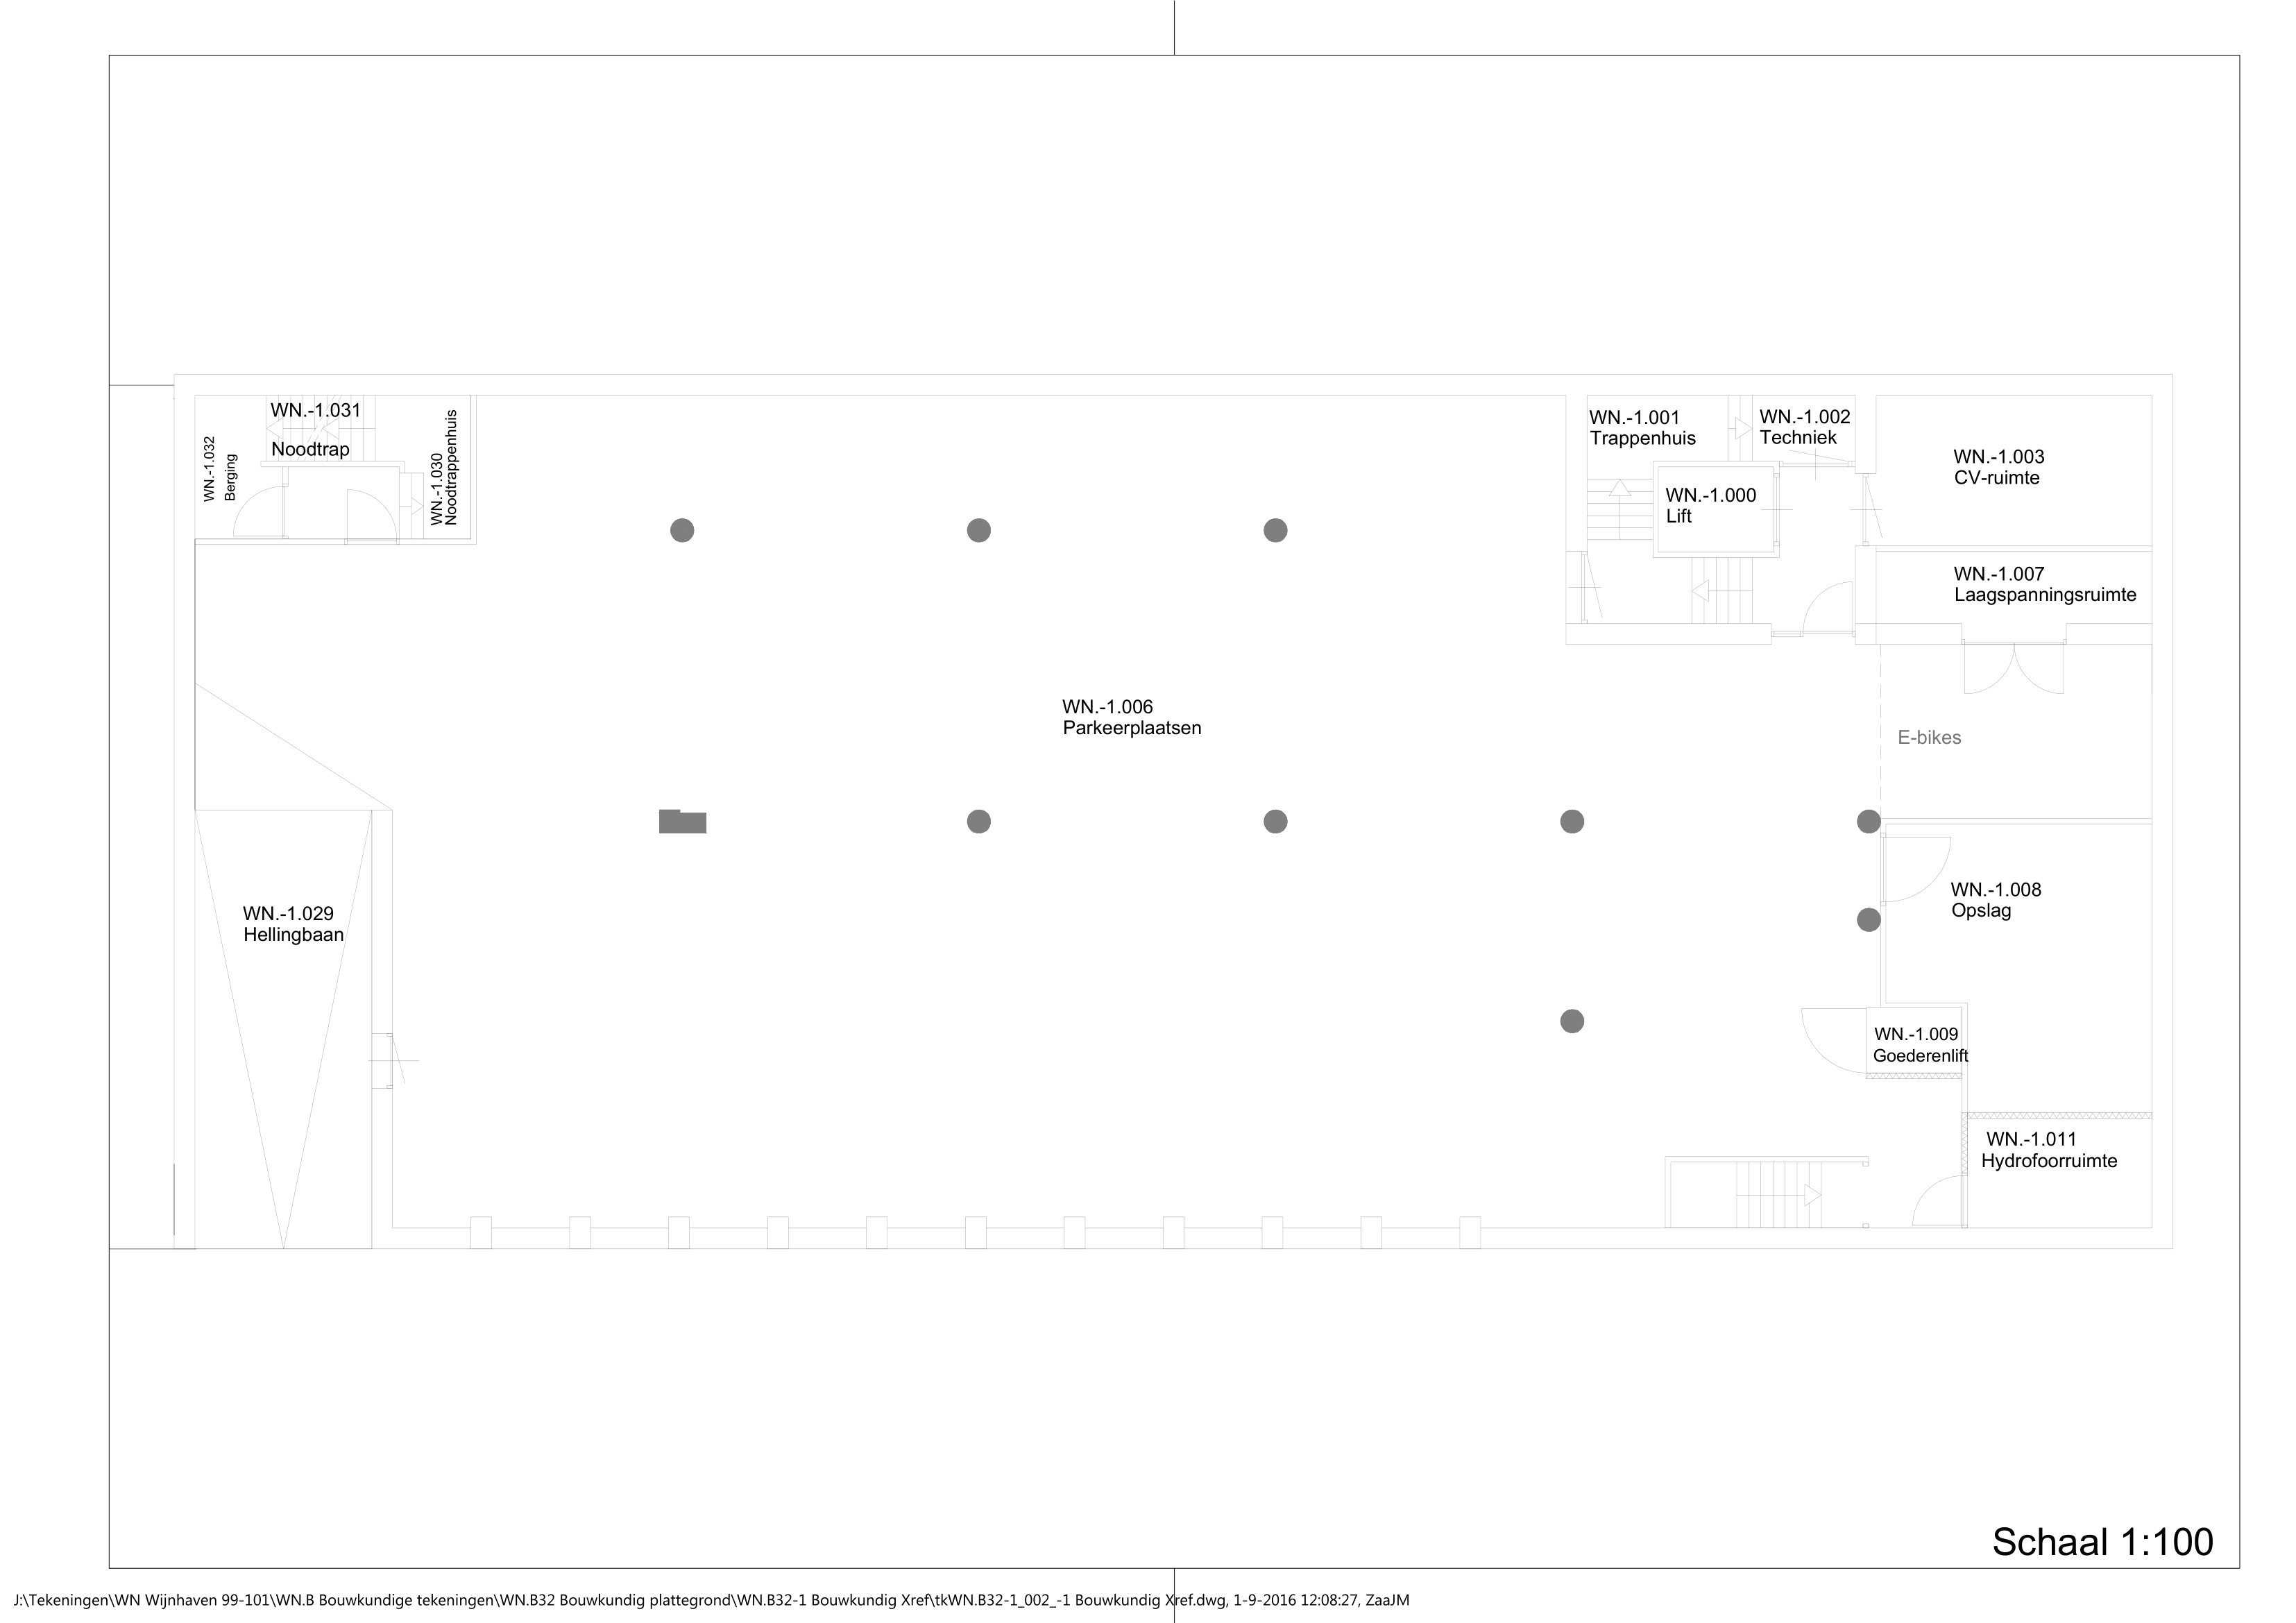 WN.-1.031
Noodtrap
WN.-1.032
Berging
WN.-1.030
Noodtrappenhuis
WN.-1.001
Trappenhuis
WN.-1.002
Techniek
WN.-1.003
CV-ruimte
WN.-1.000
Lift
WN.-1.007
Laagspanningsruimte
WN.-1.006
Parkeerplaatsen
E-bikes
WN.-1.029
Hellingbaan
WN.-1.008
Opslag
WN.-1.009
Goederenlift
WN.-1.011
Hydrofoorruimte
Schaal 1:100
J:\Tekeningen\WN Wijnhaven 99-101\WN.B Bouwkundige tekeningen\WN.B32 Bouwkundig plattegrond\WN.B32-1 Bouwkundig Xref\tkWN.B32-1_002_-1 Bouwkundig Xref.dwg, 1-9-2016 12:08:27, ZaaJM